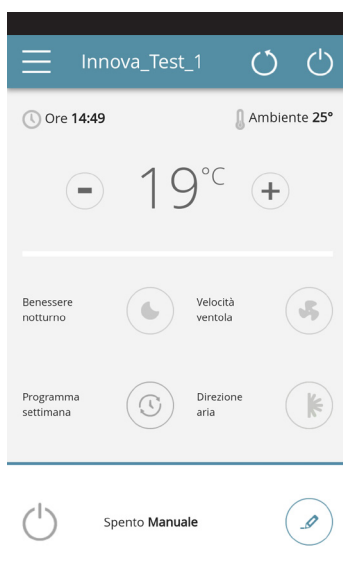 Innova_Test_1
Ore 14:49
Ambiente 25°
- 19°C +
Benessere
notturno
Velocità
ventola
Programma
settimana
Direzione
aria
Spento Manuale